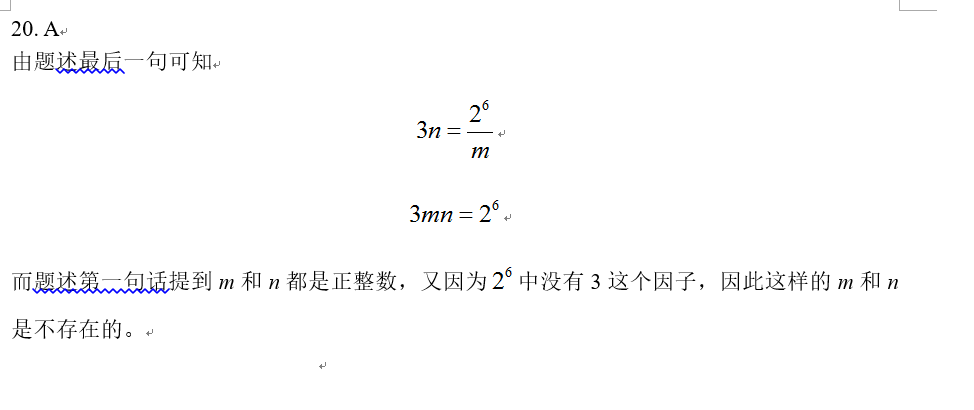 20. A
由题述最后一句可知
3n = 2^6/m
3mn = 2^6
而题述第一句话提到 m 和 n 都是正整数，又因为 2^6 中没有 3 这个因子，因此这样的 m 和 n
是不存在的。